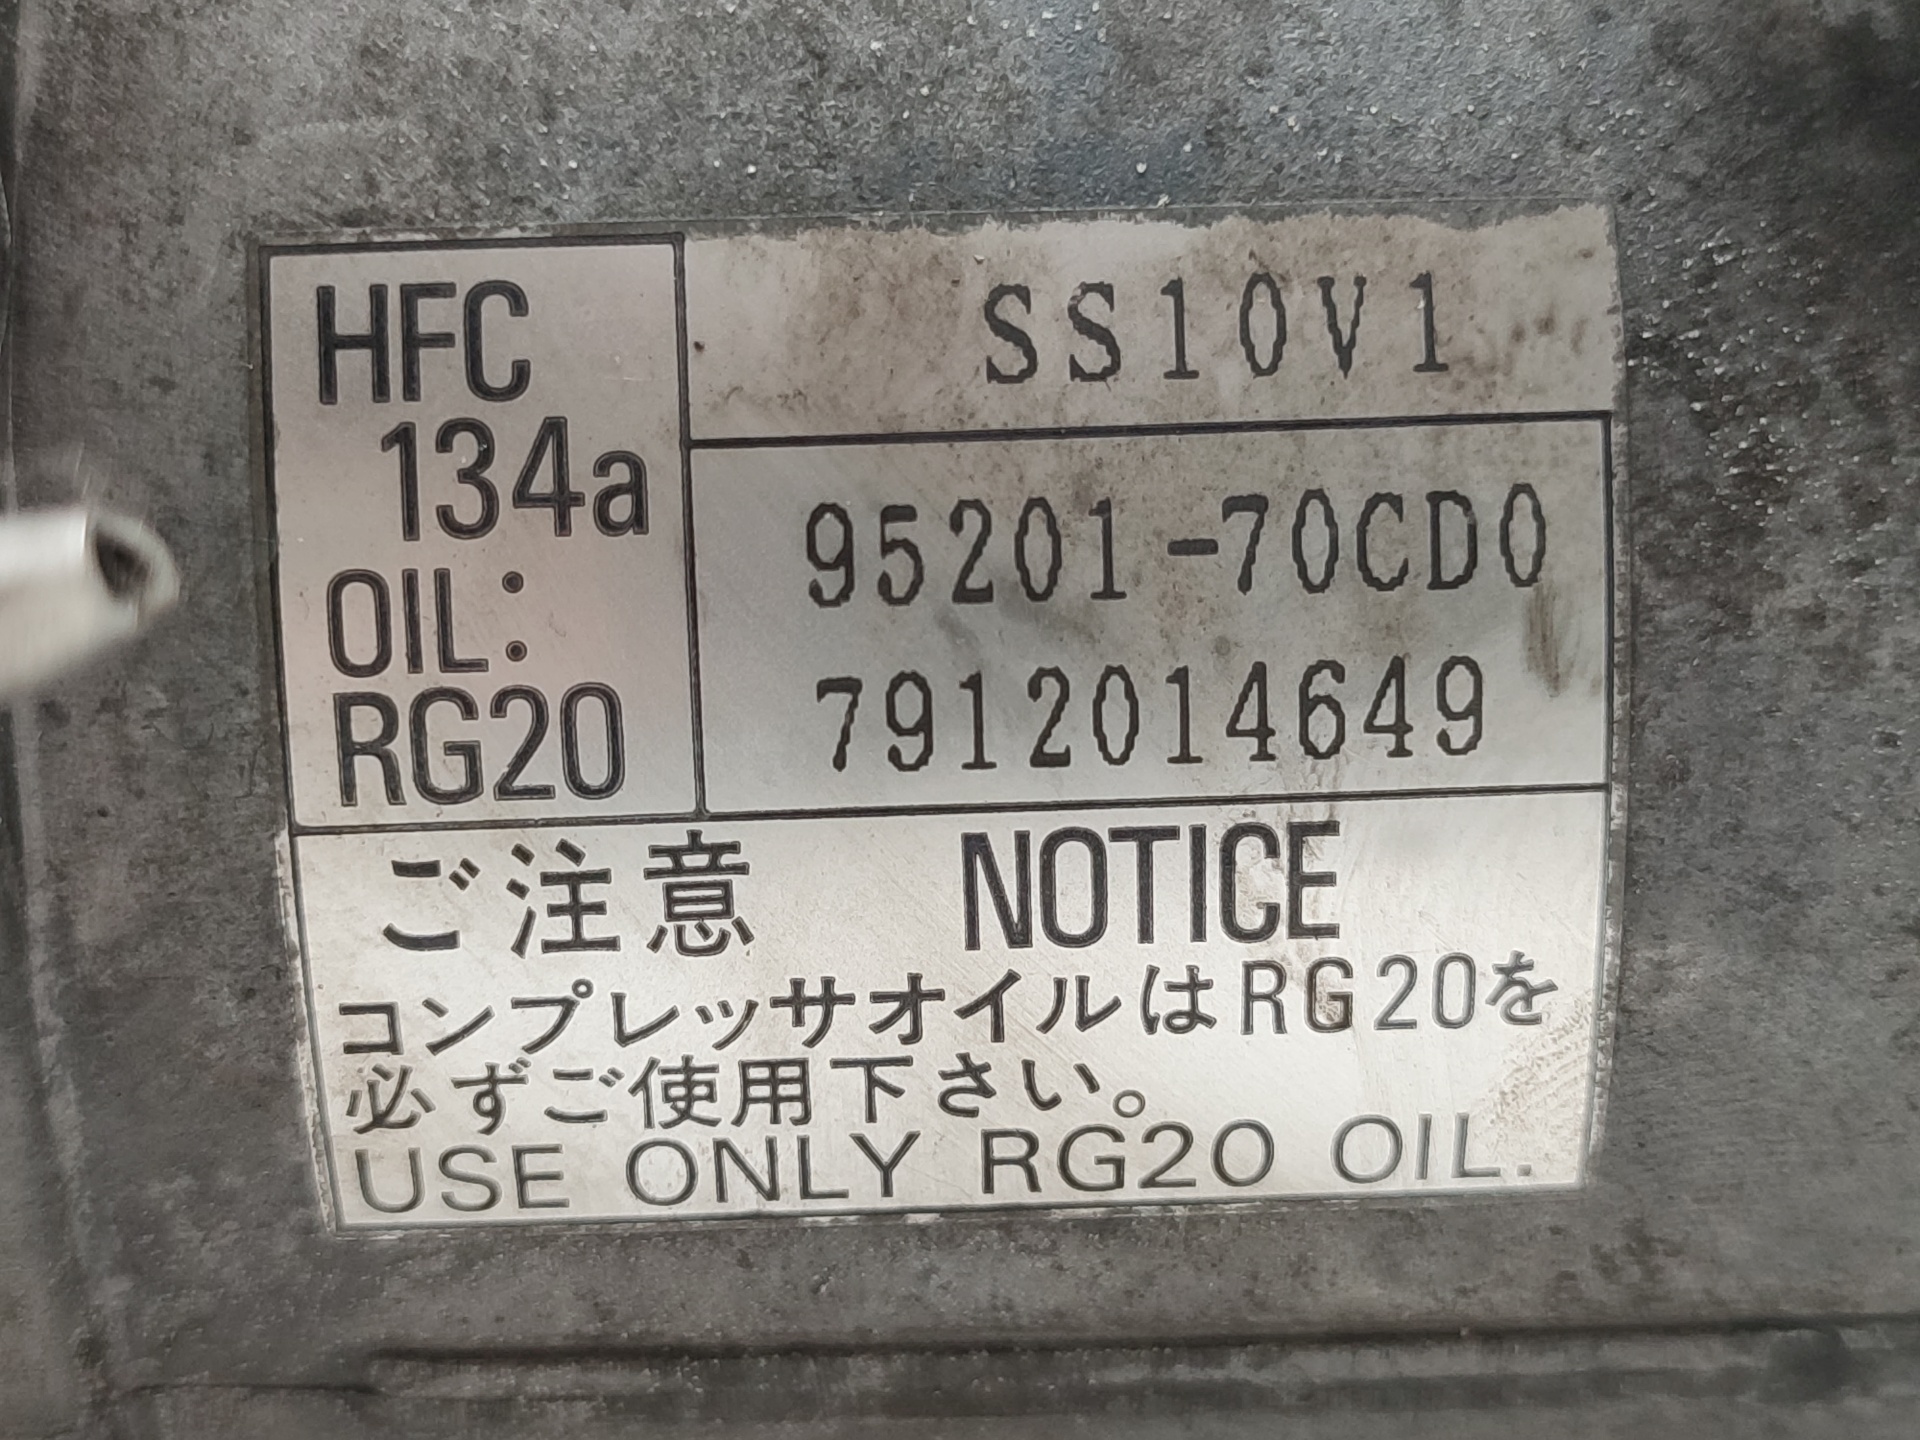 HFC
134a
OIL:
RG20
SS10V1
95201-70CD0
7912014649
ご注意 NOTICE
コンプレッサオイルはRG20を
必ずご使用下さい。
USE ONLY RG20 OIL.